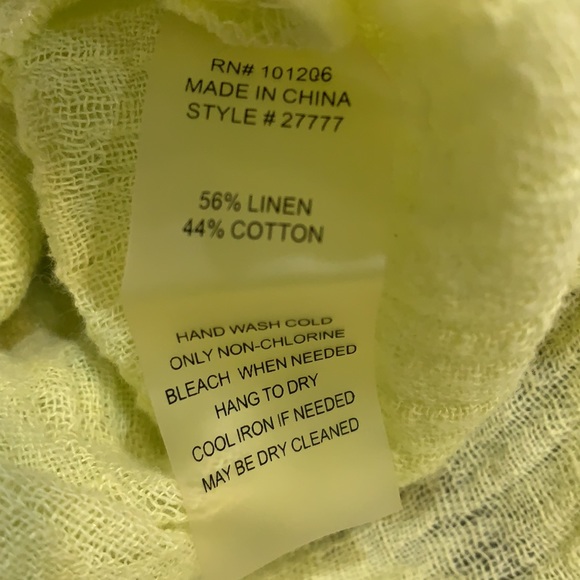 RN# 101206
MADE IN CHINA
STYLE # 27777
56% LINEN
44% COTTON
HAND WASH COLD
ONLY NON-CHLORINE
BLEACH WHEN NEEDED
HANG TO DRY
COOL IRON IF NEEDED
MAY BE DRY CLEANED